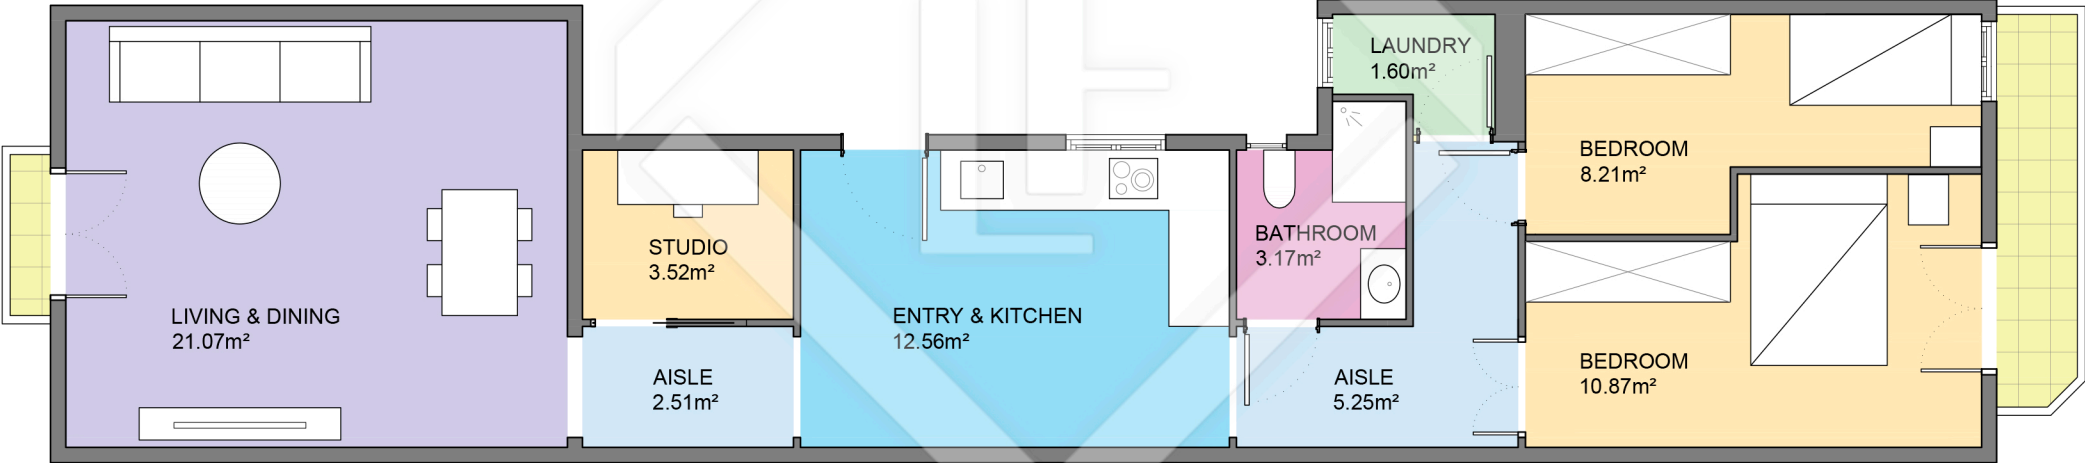 LAUNDRY
1.60m²
BEDROOM
8.21m²
BATHROOM
3.17m²
STUDIO
3.52m²
LIVING & DINING
21.07m²
ENTRY & KITCHEN
12.56m²
AISLE
2.51m²
AISLE
5.25m²
BEDROOM
10.87m²